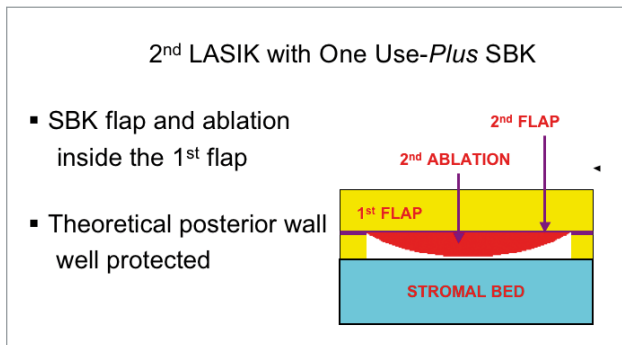 2nd LASIK with One Use-Plus SBK
▪ SBK flap and ablation
inside the 1st flap
▪ Theoretical posterior wall
well protected
2nd FLAP
2nd ABLATION
1st FLAP
STROMAL BED